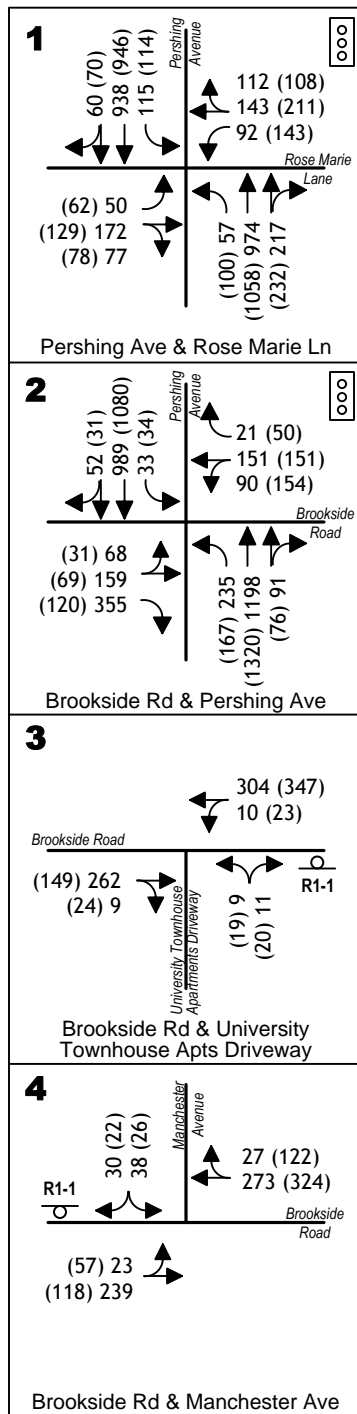 1
Pershing
Avenue
60 (70)
938 (946)
115 (114)
112 (108)
143 (211)
92 (143)
Rose Marie
Lane
(62) 50
(129) 172
(78) 77
(100) 57
(1058) 974
(232) 217
Pershing Ave & Rose Marie Ln
2
Pershing
Avenue
52 (31)
989 (1080)
33 (34)
21 (50)
151 (151)
90 (154)
Brookside
Road
(31) 68
(69) 159
(120) 355
(167) 235
(1320) 1198
(76) 91
Brookside Rd & Pershing Ave
3
304 (347)
10 (23)
Brookside Road
(149) 262
(24) 9
University Townhouse
Apartments Driveway
(19) 9
(20) 11
R1-1
Brookside Rd & University
Townhouse Apts Driveway
4
Manchester
Avenue
30 (22)
38 (26)
27 (122)
273 (324)
R1-1
Brookside
Road
(57) 23
(118) 239
Brookside Rd & Manchester Ave